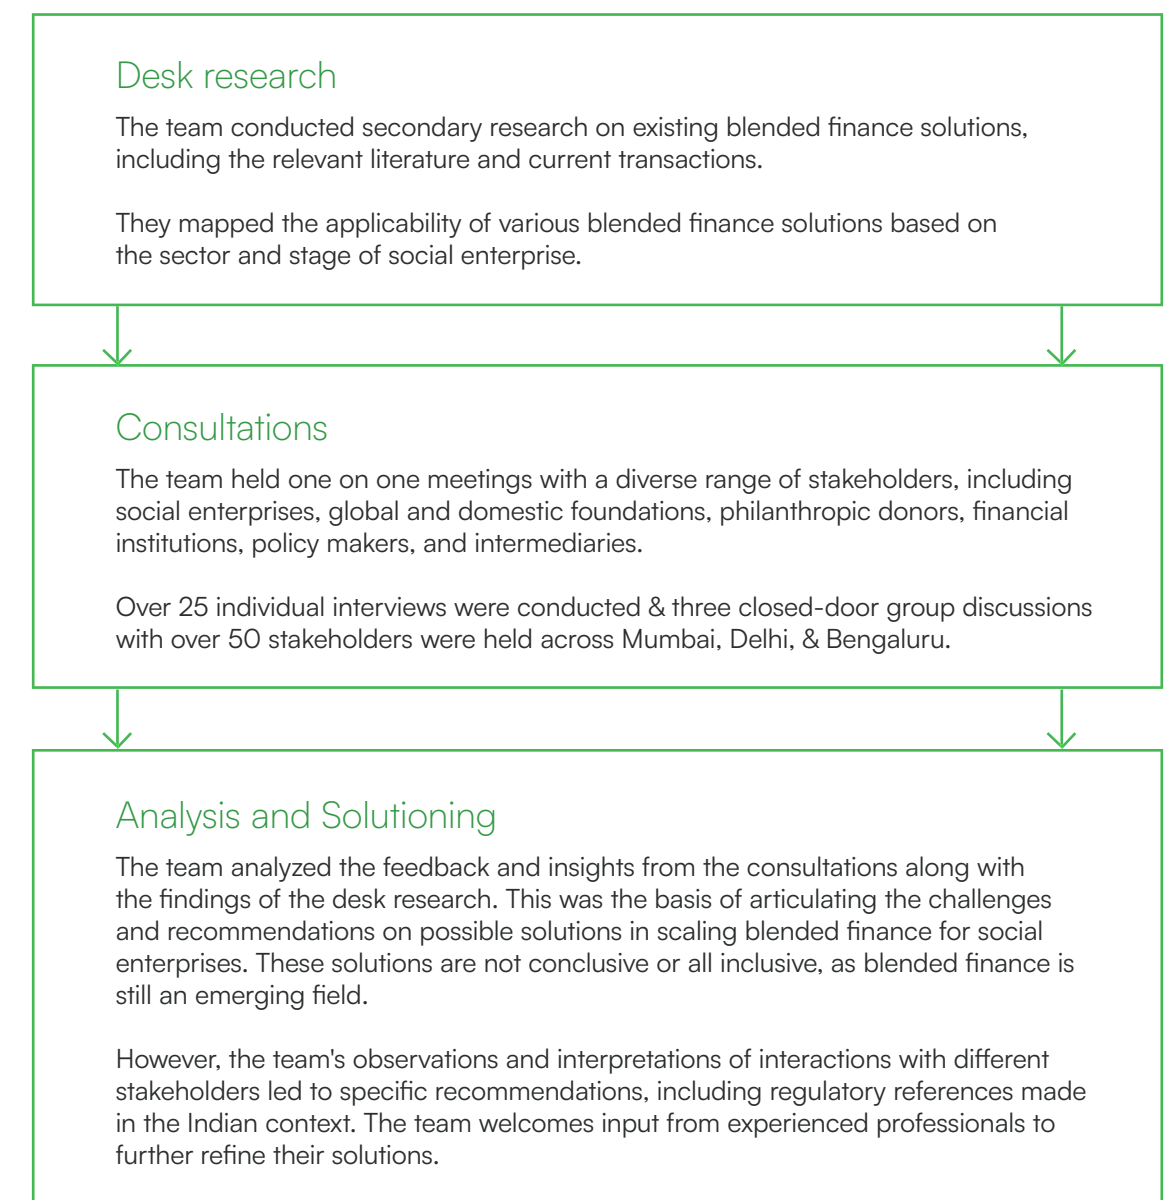 Desk research
The team conducted secondary research on existing blended finance solutions,
including the relevant literature and current transactions.
They mapped the applicability of various blended finance solutions based on
the sector and stage of social enterprise.
Consultations
The team held one on one meetings with a diverse range of stakeholders, including
social enterprises, global and domestic foundations, philanthropic donors, financial
institutions, policy makers, and intermediaries.
Over 25 individual interviews were conducted & three closed-door group discussions
with over 50 stakeholders were held across Mumbai, Delhi, & Bengaluru.
Analysis and Solutioning
The team analyzed the feedback and insights from the consultations along with
the findings of the desk research. This was the basis of articulating the challenges
and recommendations on possible solutions in scaling blended finance for social
enterprises. These solutions are not conclusive or all inclusive, as blended finance is
still an emerging field.
However, the team's observations and interpretations of interactions with different
stakeholders led to specific recommendations, including regulatory references made
in the Indian context. The team welcomes input from experienced professionals to
further refine their solutions.